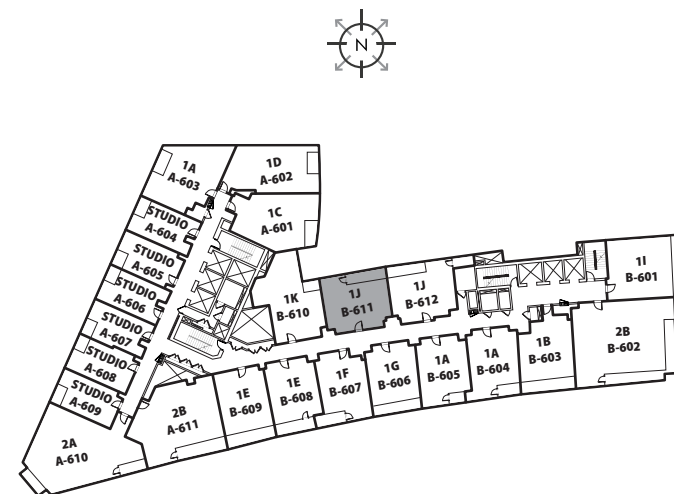 N
1D
A-602
1A
A-603
1C
A-601
STUDIO
A-604
STUDIO
A-605
STUDIO
A-606
STUDIO
A-607
STUDIO
A-608
STUDIO
A-609
2A
A-610
2B
A-611
1K
B-610
1J
B-611
1J
B-612
1I
B-601
2B
B-602
1B
B-603
1A
B-604
1A
B-605
1G
B-606
1F
B-607
1E
B-608
1E
B-609